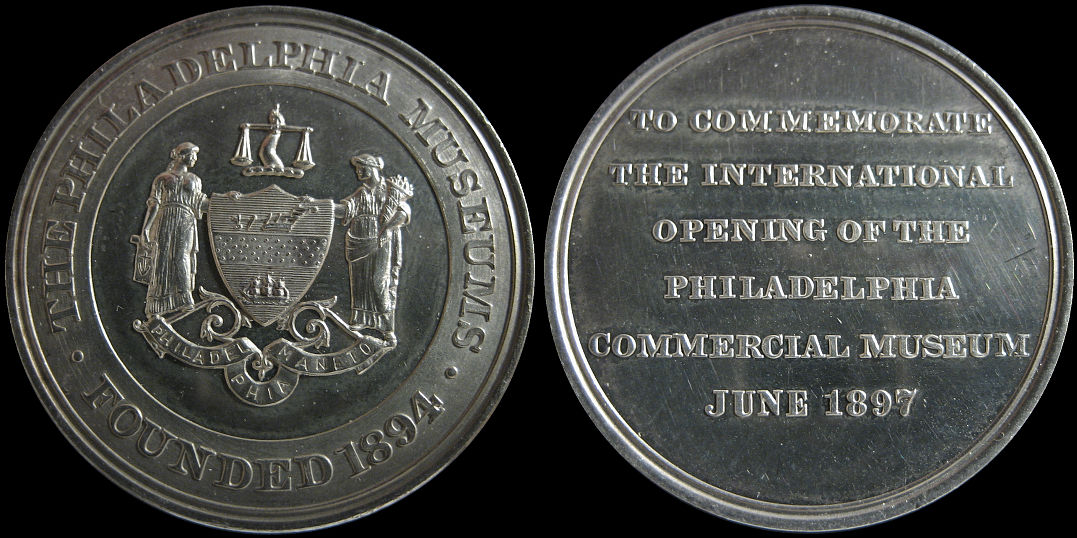 THE PHILADELPHIA MUSEUMS
· FOUNDED 1894 ·
PHILADEL
PHIA
MANETO
TO COMMEMORATE
THE INTERNATIONAL
OPENING OF THE
PHILADELPHIA
COMMERCIAL MUSEUM
JUNE 1897